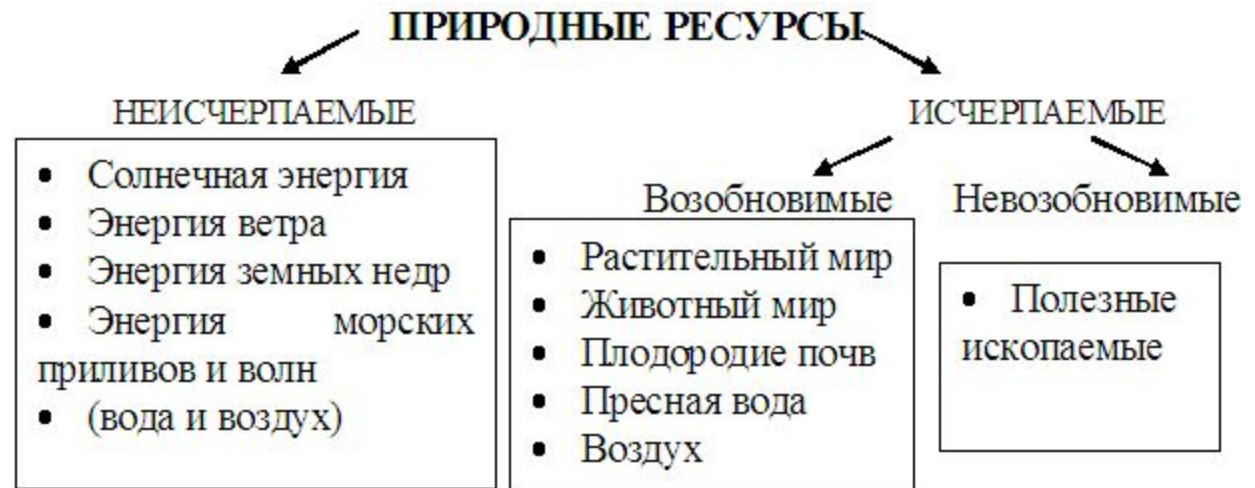 ПРИРОДНЫЕ РЕСУРСЫ
НЕИСЧЕРПАЕМЫЕ
• Солнечная энергия
• Энергия ветра
• Энергия земных недр
• Энергия морских
приливов и волн
• (вода и воздух)
ИСЧЕРПАЕМЫЕ
Возобновимые
• Растительный мир
• Животный мир
• Плодородие почв
• Пресная вода
• Воздух
Невозобновимые
• Полезные
ископаемые